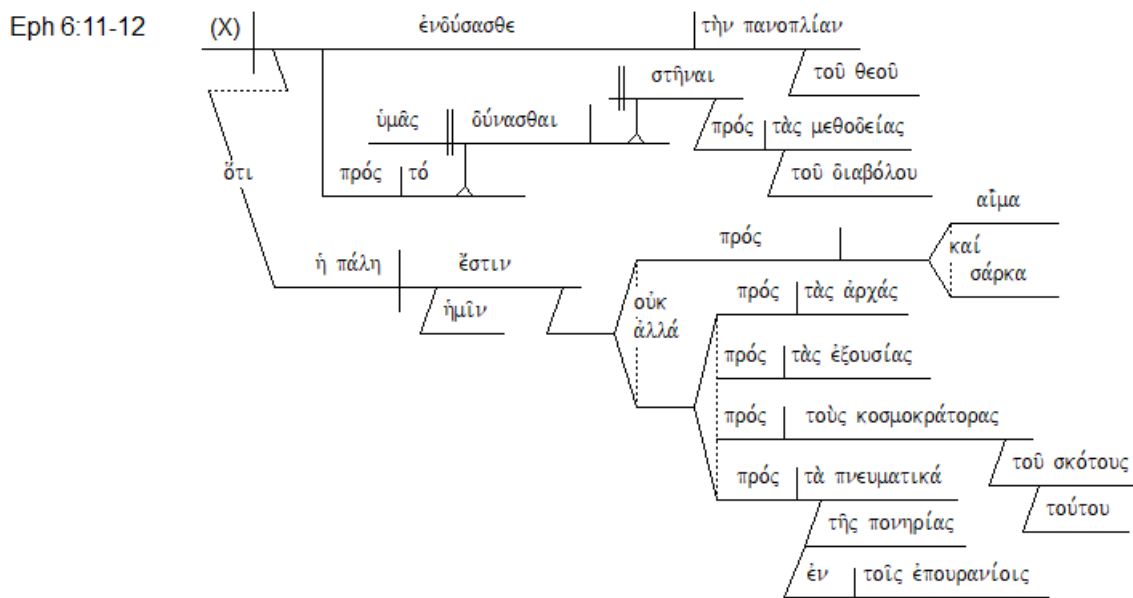 Eph 6:11-12 (X) ἐνδύσασθε τὴν πανοπλίαν
τοῦ θεοῦ
στῆναι
ὑμᾶς δύνασθαι
πρός τὰς μεθοδείας
ὅτι
πρός τό
τοῦ διαβόλου
αἷμα
πρός
καί
ἡ πάλη ἔστιν
σάρκα
ἡμῖν
οὐκ
ἀλλά
πρός τὰς ἀρχάς
πρός τὰς ἐξουσίας
πρός τοὺς κοσμοκράτορας
τοῦ σκότους
πρός τὰ πνευματικά
τούτου
τῆς πονηρίας
ἐν τοῖς ἐπουρανίοις